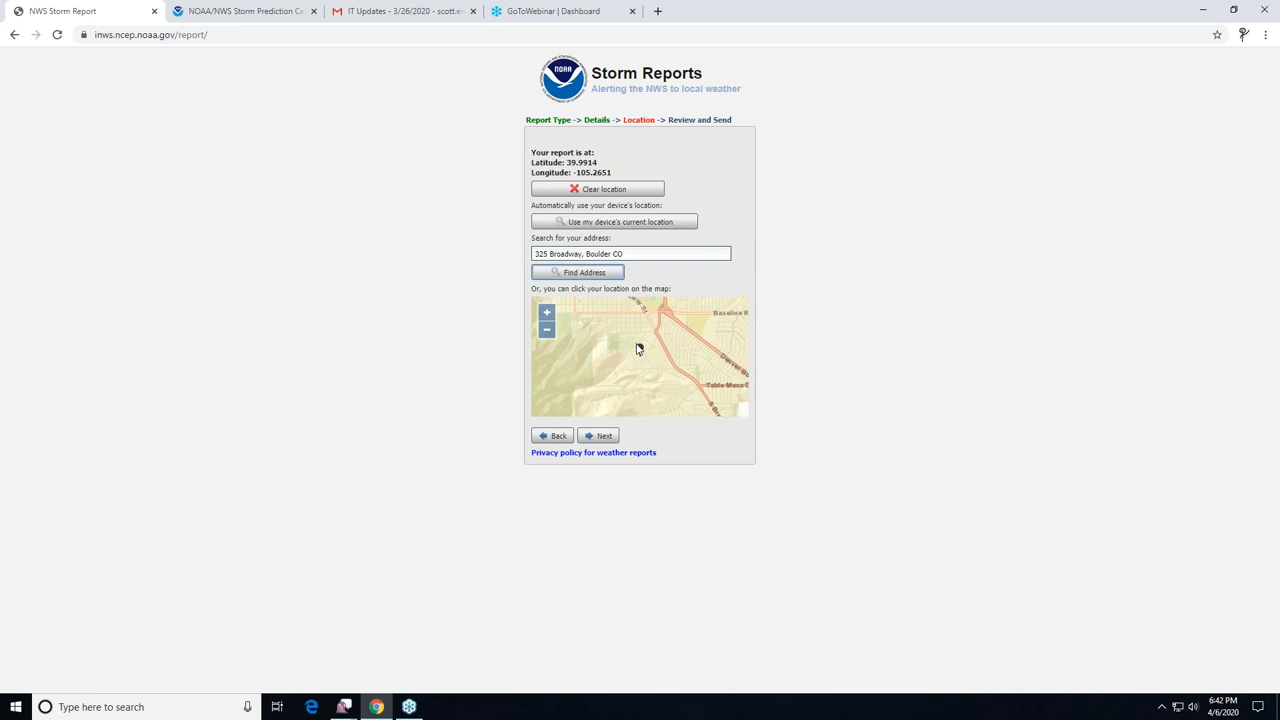 NWS Storm Report
NOAA/NWS Storm Prediction Ce
IT Updates - 3/26/2020 - scott.e
GoToWebinar | Dashboard
inws.ncep.noaa.gov/report/
NOAA
Storm Reports
Alerting the NWS to local weather
Report Type -> Details -> Location -> Review and Send
Your report is at:
Latitude: 39.9914
Longitude: -105.2651
Clear location
Automatically use your device's location:
Use my device's current location
Search for your address:
325 Broadway, Boulder CO
Find Address
Or, you can click your location on the map:
+
−
St
Baseline R
Denver Bo
Table Mesa D
Back
Next
Privacy policy for weather reports
Type here to search
6:42 PM
4/6/2020